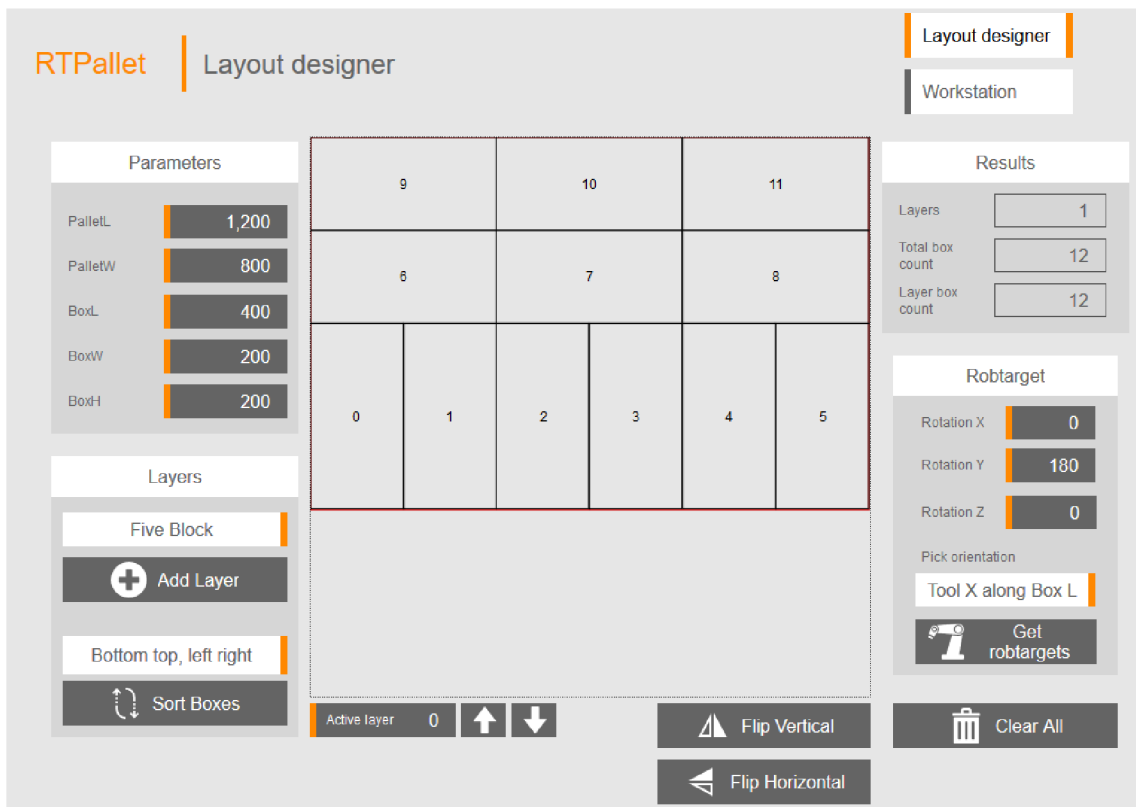 RTPallet
Layout designer
Layout designer
Workstation
Parameters
PalletL
1,200
PalletW
800
BoxL
400
BoxW
200
BoxH
200
Layers
Five Block
Add Layer
Bottom top, left right
Sort Boxes
9
10
11
6
7
8
0
1
2
3
4
5
Active layer
0
Flip Vertical
Flip Horizontal
Results
Layers
1
Total box
count
12
Layer box
count
12
Robtarget
Rotation X
0
Rotation Y
180
Rotation Z
0
Pick orientation
Tool X along Box L
Get
robtargets
Clear All